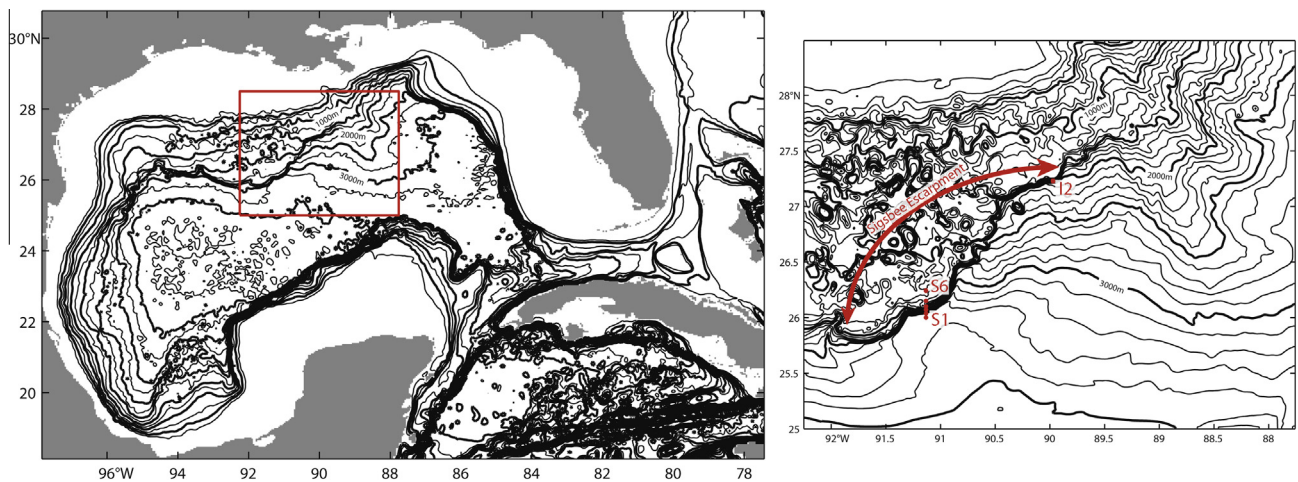 30°N
28
26
24
22
20
96°W
94
92
90
88
86
84
82
80
78
1000m
2000m
3000m
28°N
27.5
27
26.5
26
25.5
25
92°W
91.5
91
90.5
90
89.5
89
88.5
88
1000m
2000m
3000m
Sigsbee Escarpment
I2
S6
S1